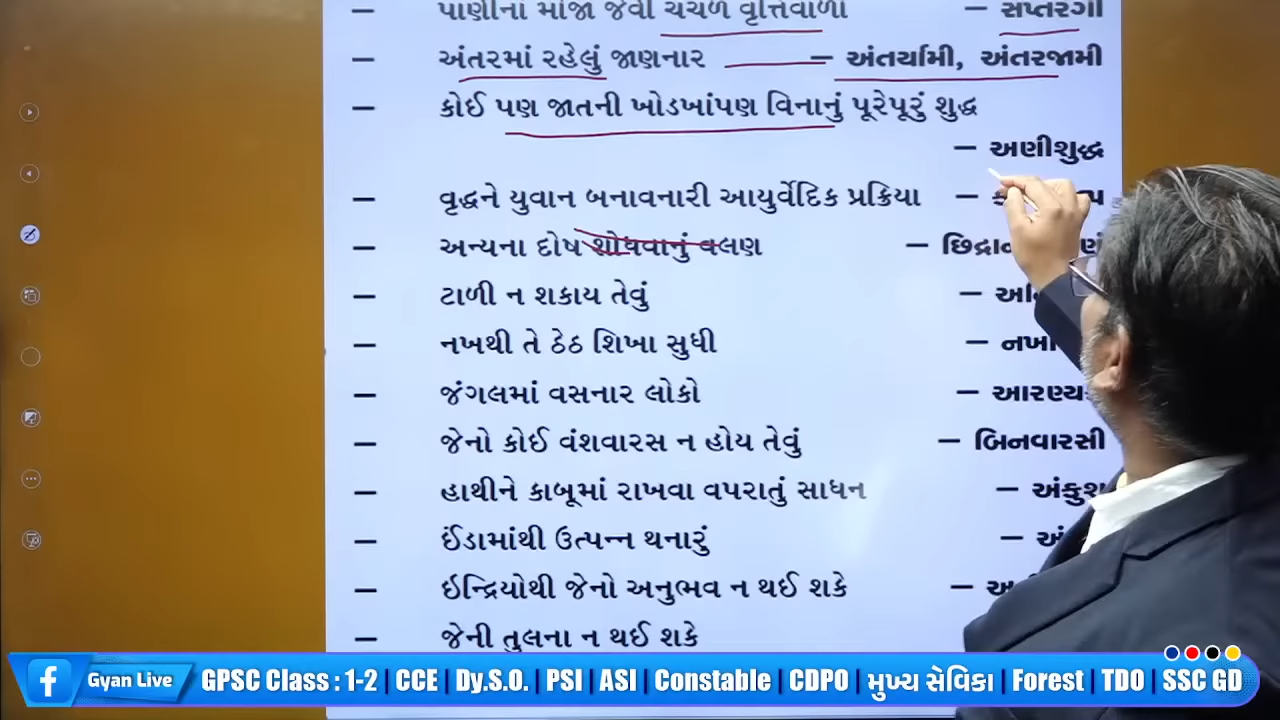 — પાણીનાં મોજાં જેવી ચંચળ વૃત્તિવાળો — સપ્તરંગી
— અંતરમાં રહેલું જાણનાર — અંતર્યામી, અંતરજામી
— કોઈ પણ જાતની ખોડખાંપણ વિનાનું પૂરેપૂરું શુદ્ધ
— અણીશુદ્ધ
— વૃદ્ધને યુવાન બનાવનારી આયુર્વેદિક પ્રક્રિયા —
— અન્યના દોષ શોધવાનું વલણ —
— ટાળી ન શકાય તેવું —
— નખથી તે ઠેઠ શિખા સુધી —
— જંગલમાં વસનાર લોકો —
— જેનો કોઈ વંશવારસ ન હોય તેવું — બિનવારસી
— હાથીને કાબૂમાં રાખવા વપરાતું સાધન — અંકુશ
— ઈંડામાંથી ઉત્પન્ન થનારું —
— ઇન્દ્રિયોથી જેનો અનુભવ ન થઈ શકે —
— જેની તુલના ન થઈ શકે
f Gyan Live GPSC Class : 1-2 | CCE | Dy.S.O. | PSI | ASI | Constable | CDPO | મુખ્ય સેવિકા | Forest | TDO | SSC GD